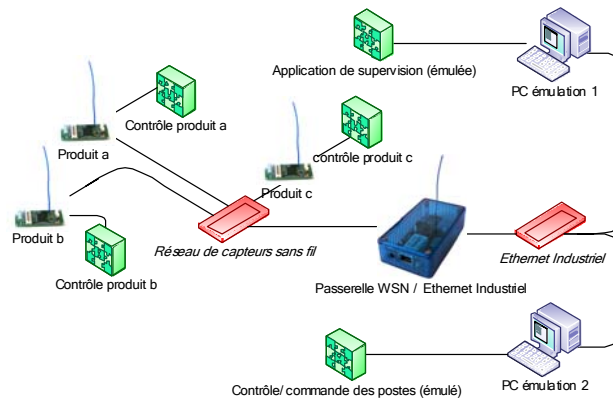 Application de supervision (émulée)
PC émulation 1
Contrôle produit a
Produit a
contrôle produit c
Produit c
Produit b
Réseau de capteurs sans fil
Contrôle produit b
Passerelle WSN / Ethernet Industriel
Ethernet Industriel
Contrôle/ commande des postes (émulé)
PC émulation 2